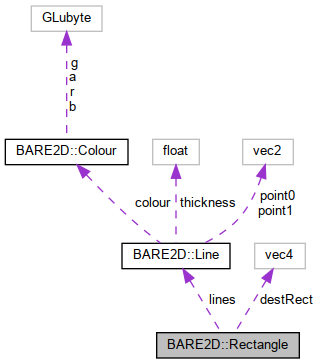 GLubyte
g
a
r
b
BARE2D::Colour
float
vec2
colour
thickness
point0
point1
BARE2D::Line
vec4
lines
destRect
BARE2D::Rectangle